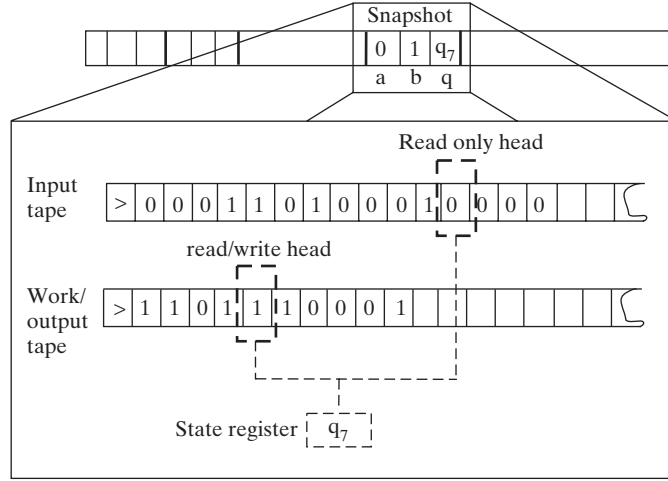 Snapshot
0 1 q7
a b q
Read only head
Input tape
> 0 0 0 1 1 0 1 0 0 0 1 0 0 0 0
read/write head
Work/ output tape
> 1 1 0 1 1 1 0 0 0 1
State register q7